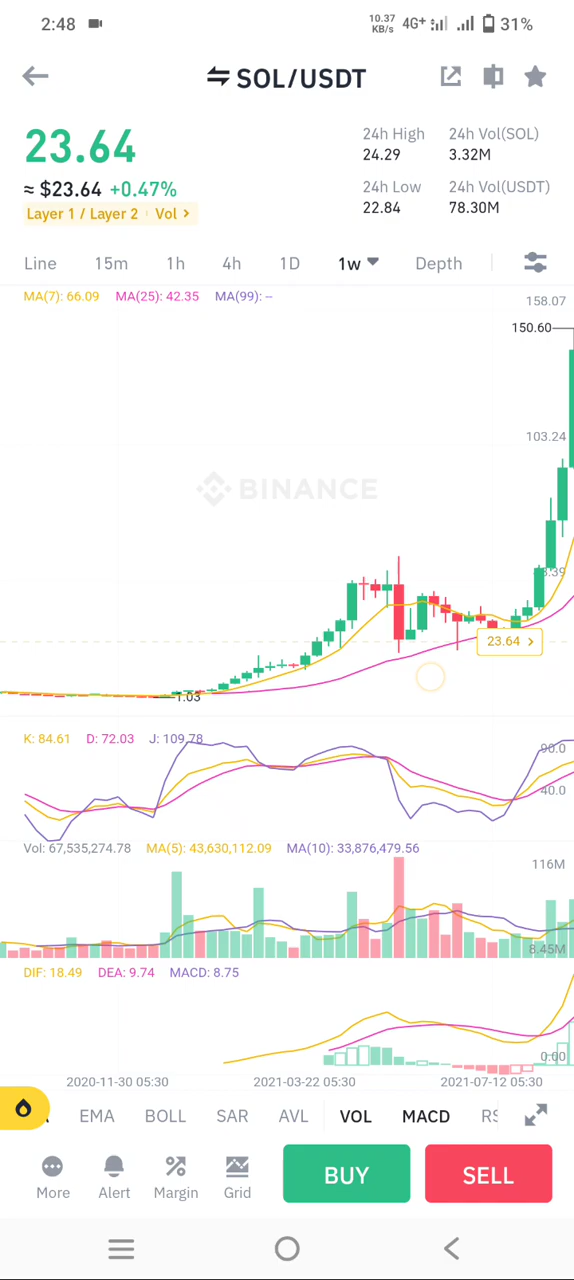 2:48 10.37 KB/s 4G+ 31%
SOL/USDT
23.64
≈ $23.64 +0.47%
Layer 1 / Layer 2 Vol >
24h High 24h Vol(SOL)
24.29 3.32M
24h Low 24h Vol(USDT)
22.84 78.30M
Line 15m 1h 4h 1D 1w Depth
MA(7): 66.09 MA(25): 42.35 MA(99): --
158.07
150.60
103.24
BINANCE
23.64 >
1.03
K: 84.61 D: 72.03 J: 109.78
90.0
40.0
Vol: 67,535,274.78 MA(5): 43,630,112.09 MA(10): 33,876,479.56
116M
8.45M
DIF: 18.49 DEA: 9.74 MACD: 8.75
0.00
2020-11-30 05:30 2021-03-22 05:30 2021-07-12 05:30
EMA BOLL SAR AVL VOL MACD
More Alert Margin Grid BUY SELL